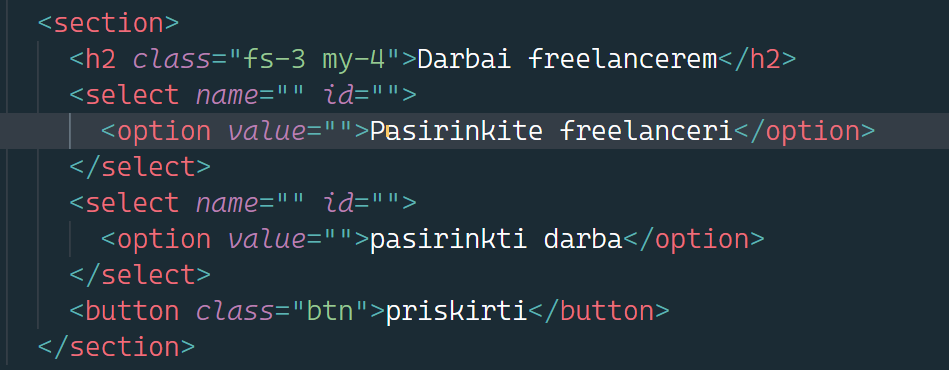 <section>
<h2 class="fs-3 my-4">Darbai freelancerem</h2>
<select name="" id="">
<option value="">Pasirinkite freelanceri</option>
</select>
<select name="" id="">
<option value="">pasirinkti darba</option>
</select>
<button class="btn">priskirti</button>
</section>